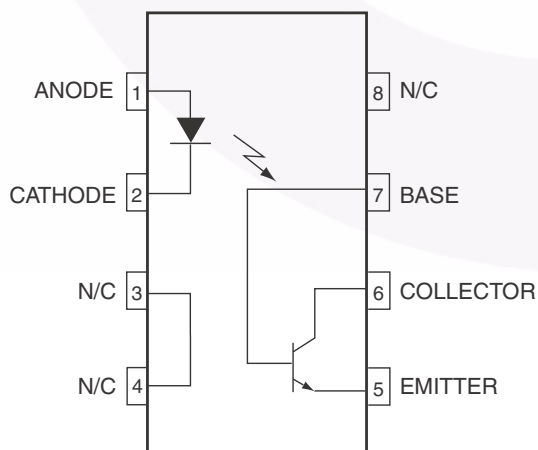 ANODE 1 8 N/C
CATHODE 2 7 BASE
N/C 3 6 COLLECTOR
N/C 4 5 EMITTER